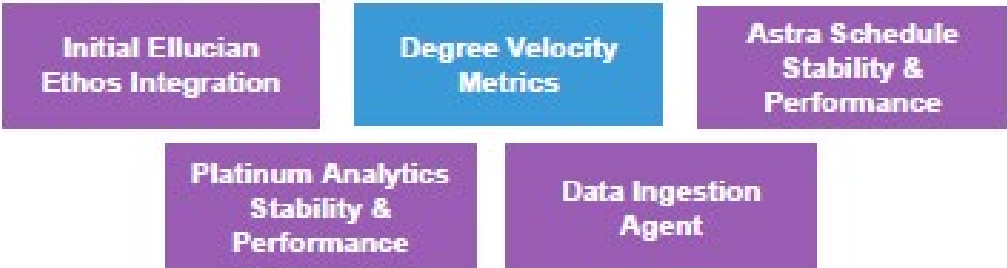 Initial Ellucian
Ethos Integration
Degree Velocity
Metrics
Astra Schedule
Stability &
Performance
Platinum Analytics
Stability &
Performance
Data Ingestion
Agent